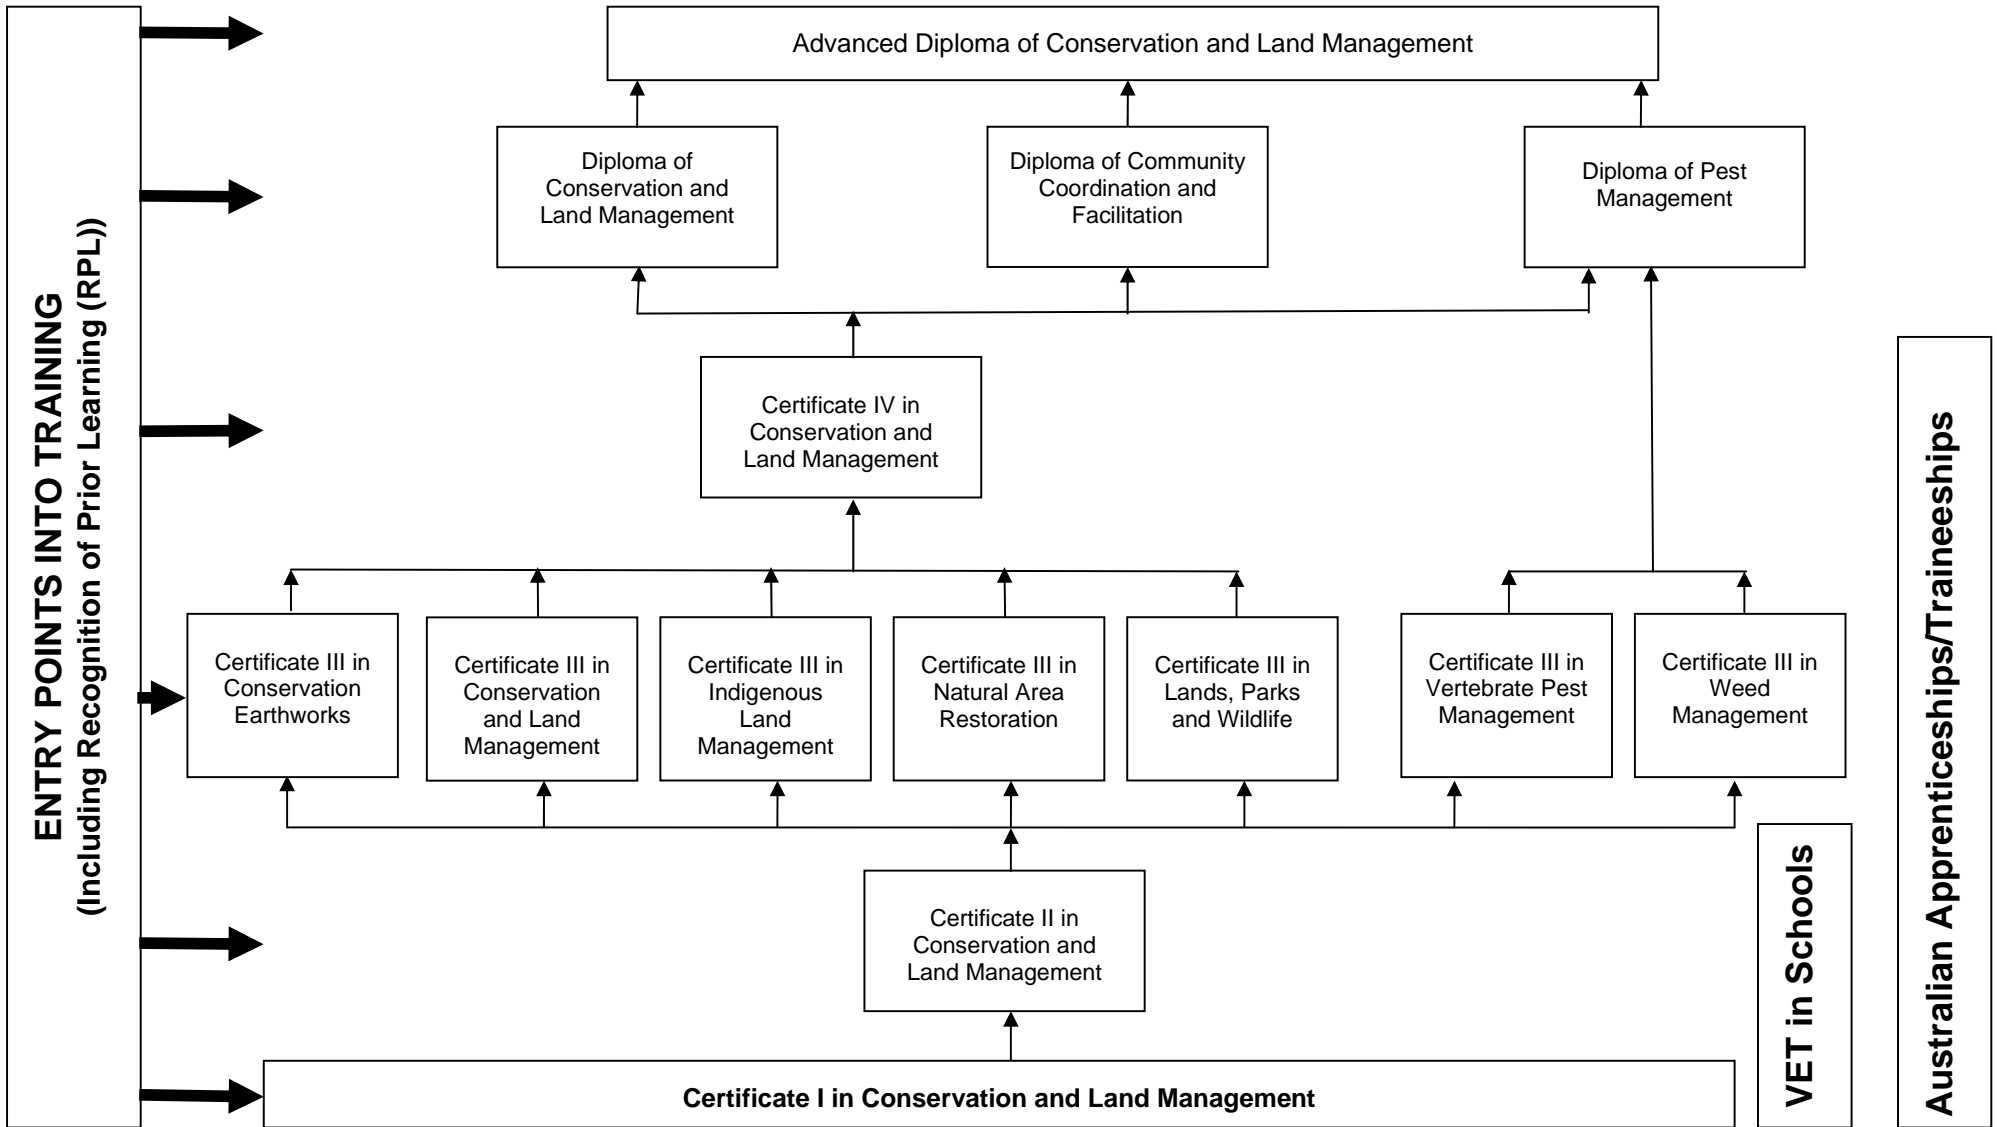 ENTRY POINTS INTO TRAINING
(Including Recognition of Prior Learning (RPL))
Advanced Diploma of Conservation and Land Management
Diploma of
Conservation and
Land Management
Diploma of Community
Coordination and
Facilitation
Diploma of Pest
Management
Certificate IV in
Conservation and
Land Management
Certificate III in
Conservation
Earthworks
Certificate III in
Conservation
and Land
Management
Certificate III in
Indigenous
Land
Management
Certificate III in
Natural Area
Restoration
Certificate III in
Lands, Parks
and Wildlife
Certificate III in
Vertebrate Pest
Management
Certificate III in
Weed
Management
Certificate II in
Conservation and
Land Management
Certificate I in Conservation and Land Management
VET in Schools
Australian Apprenticeships/Traineeships